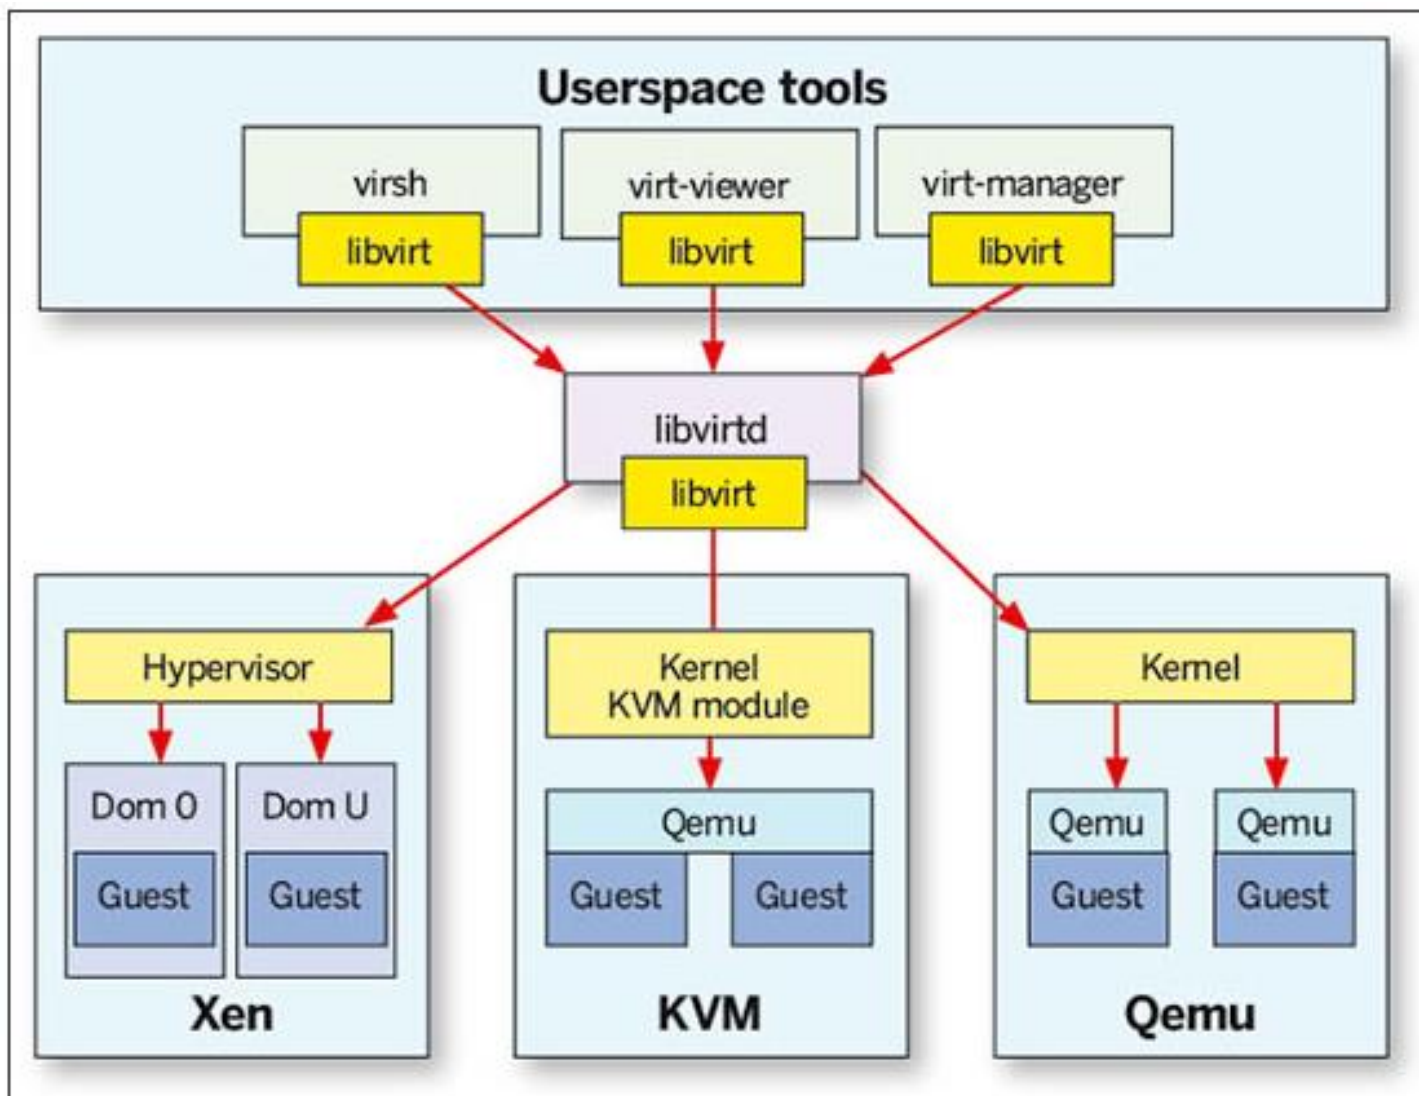 Userspace tools
virsh
virt-viewer
virt-manager
libvirt
libvirt
libvirt
libvirtd
libvirt
Hypervisor
Dom 0
Dom U
Guest
Guest
Xen
Kernel
KVM module
Qemu
Guest
Guest
KVM
Kernel
Qemu
Qemu
Guest
Guest
Qemu